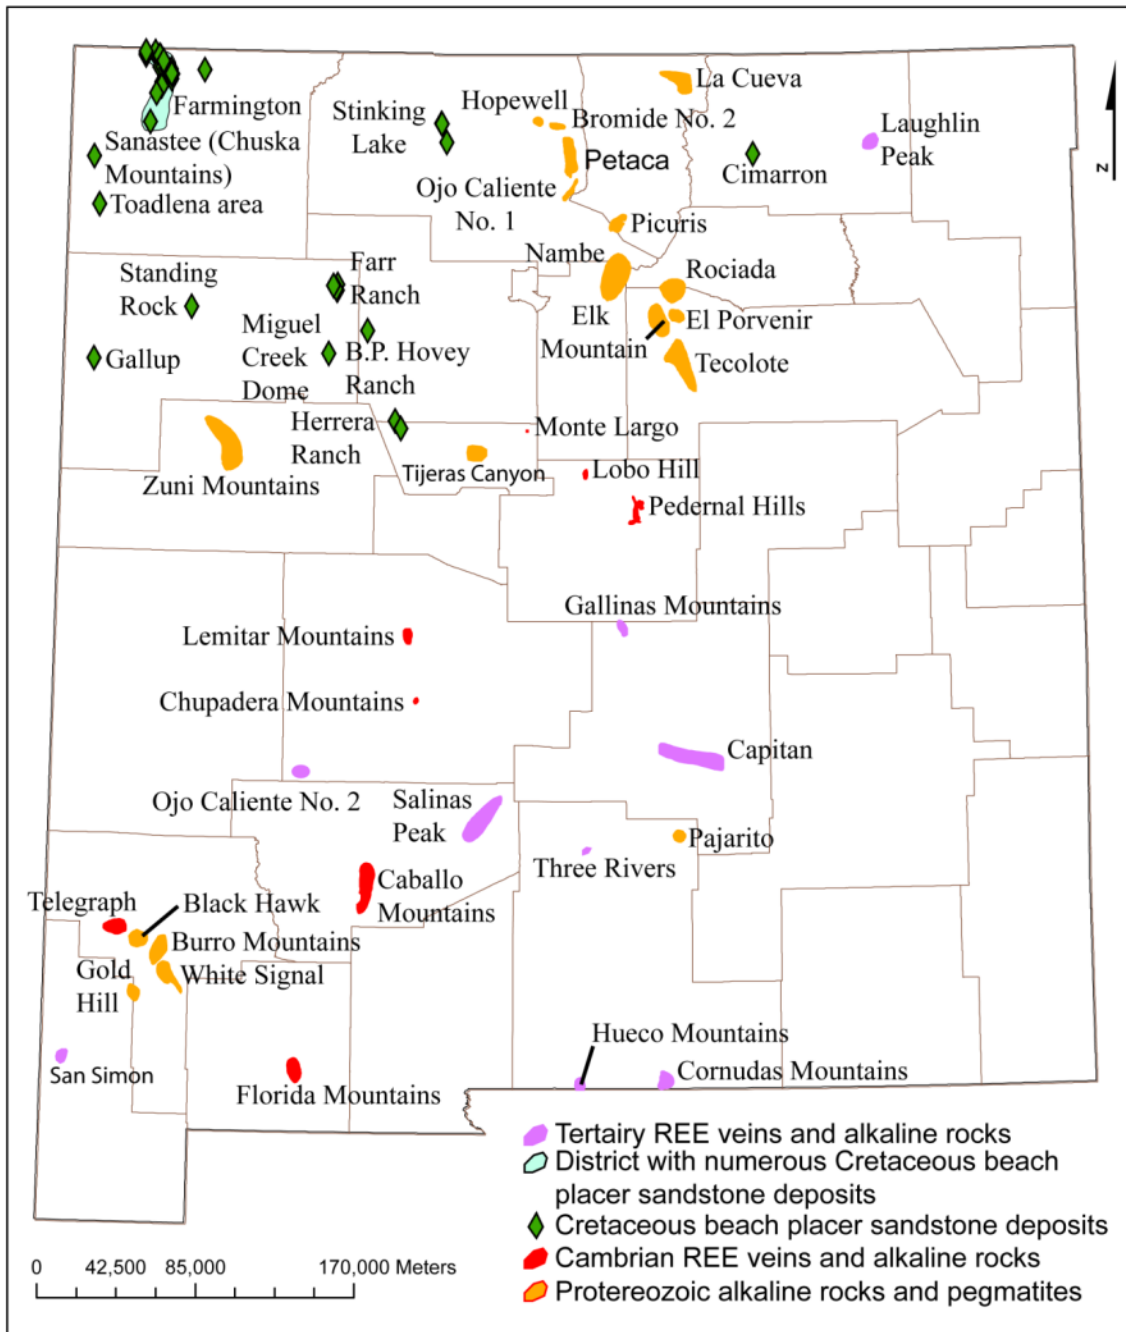 La Cueva
Hopewell
Bromide No. 2
Stinking
Lake
Petaca
Laughlin
Peak
Cimarron
Farmington
Sanastee (Chuska
Mountains)
Toadlena area
Ojo Caliente
No. 1
Picuris
Nambe
Rociada
Standing
Rock
Farr
Ranch
Elk
Mountain
El Porvenir
Miguel
Creek
Dome
B.P. Hovey
Ranch
Gallup
Tecolote
Herrera
Ranch
Monte Largo
Tijeras Canyon
Lobo Hill
Zuni Mountains
Pedernal Hills
Gallinas Mountains
Lemitar Mountains
Chupadera Mountains
Capitan
Ojo Caliente No. 2
Salinas
Peak
Pajarito
Three Rivers
Caballo
Mountains
Telegraph
Black Hawk
Burro Mountains
White Signal
Gold
Hill
San Simon
Florida Mountains
Hueco Mountains
Cornudas Mountains
N
Tertairy REE veins and alkaline rocks
District with numerous Cretaceous beach
placer sandstone deposits
Cretaceous beach placer sandstone deposits
Cambrian REE veins and alkaline rocks
Protereozoic alkaline rocks and pegmatites
0 42,500 85,000 170,000 Meters